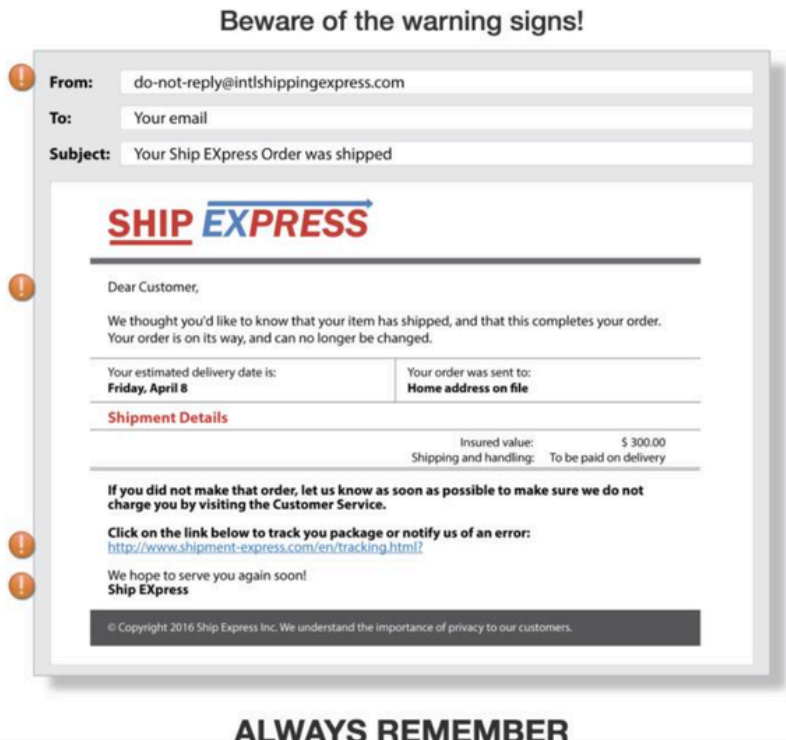 Beware of the warning signs!
From: do-not-reply@intlshippingexpress.com
To: Your email
Subject: Your Ship EXpress Order was shipped
SHIP EXPRESS
Dear Customer,
We thought you'd like to know that your item has shipped, and that this completes your order.
Your order is on its way, and can no longer be changed.
Your estimated delivery date is: Your order was sent to:
Friday, April 8 Home address on file
Shipment Details
Insured value: $ 300.00
Shipping and handling: To be paid on delivery
If you did not make that order, let us know as soon as possible to make sure we do not
charge you by visiting the Customer Service.
Click on the link below to track you package or notify us of an error:
http://www.shipment-express.com/en/tracking.html?
We hope to serve you again soon!
Ship EXpress
© Copyright 2016 Ship Express Inc. We understand the importance of privacy to our customers.
ALWAYS REMEMBER